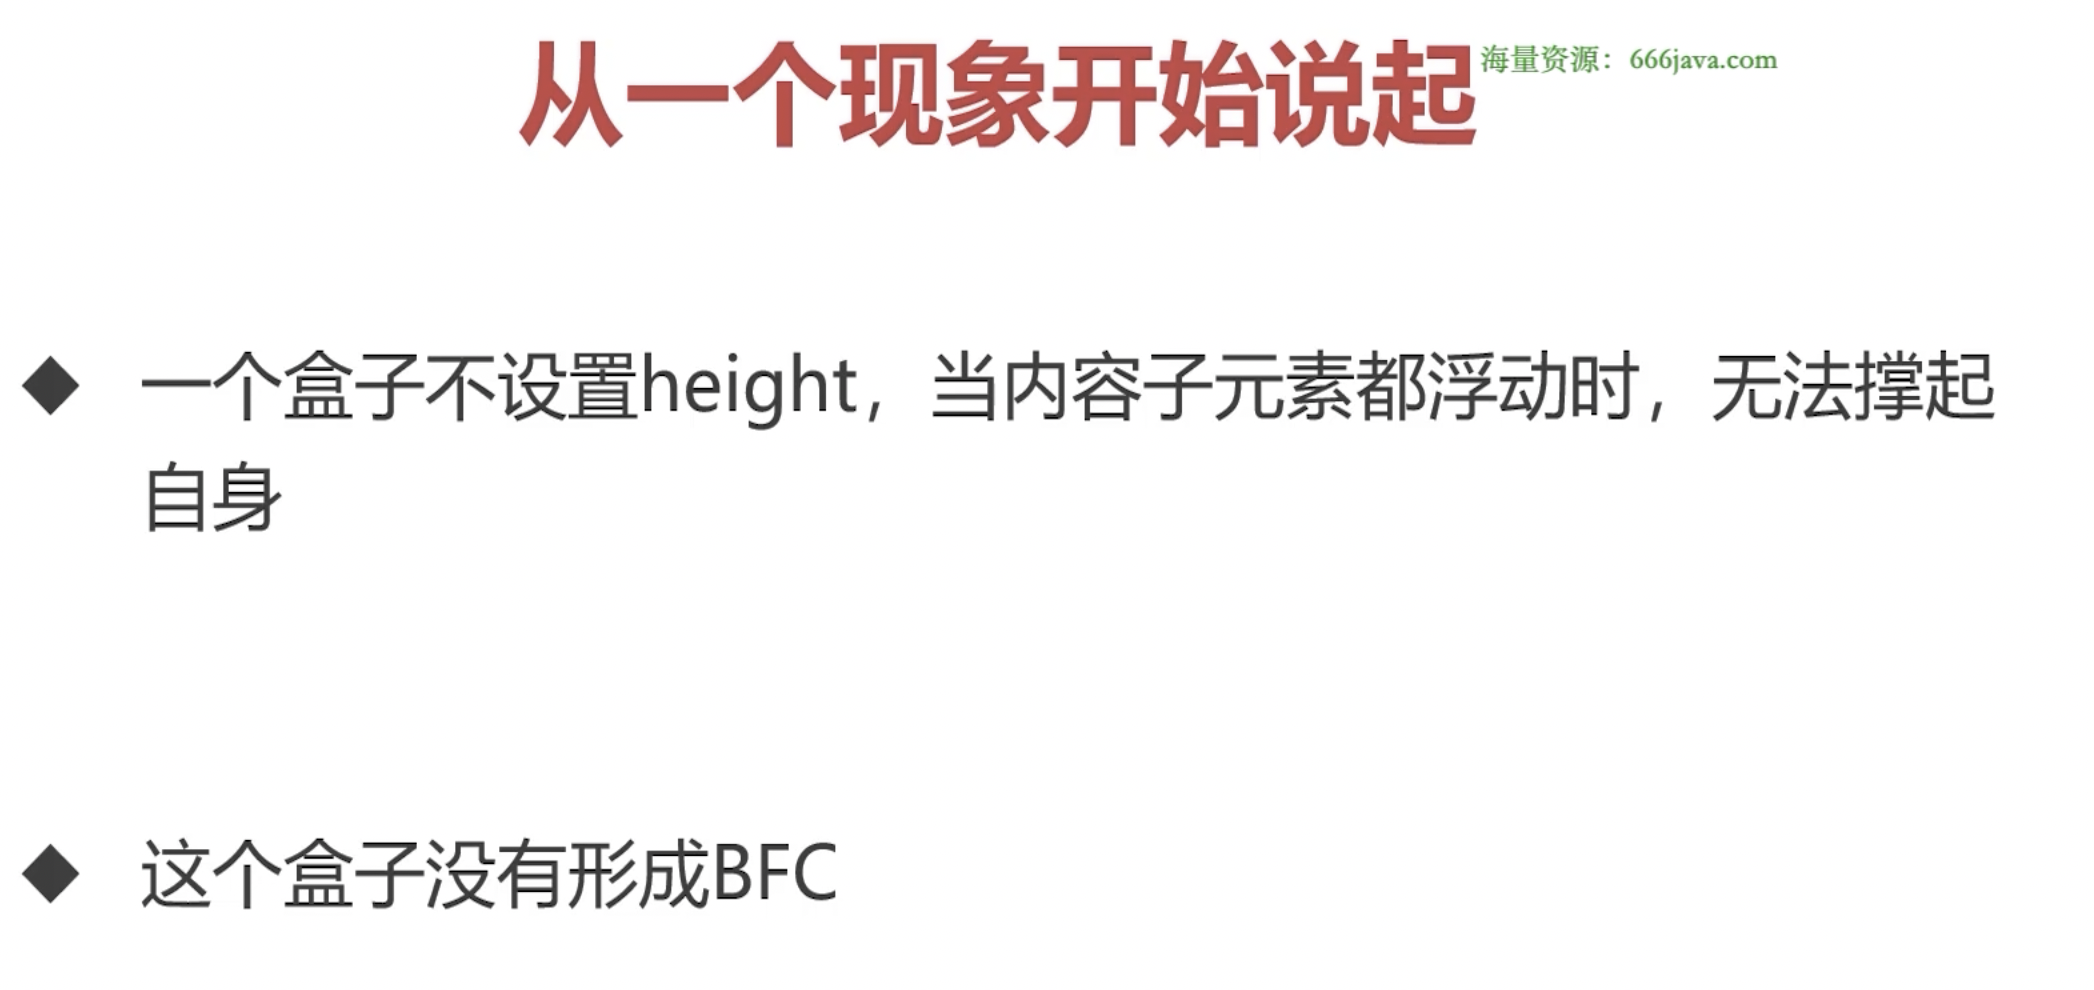 从一个现象开始说起
海量资源：666java.com
◆ 一个盒子不设置height，当内容子元素都浮动时，无法撑起
自身
◆ 这个盒子没有形成BFC